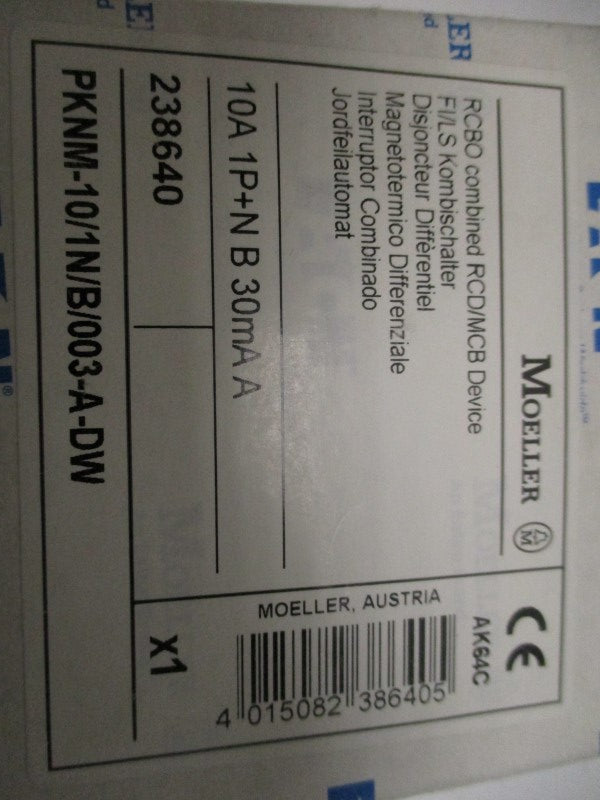 MOELLER
RCBO combined RCD/MCB Device
FI/LS Kombischalter
Disjoncteur Diffèrentiel
Magnetotermico Differenziale
Interruptor Combinado
Jordfeilautomat
10A 1P+N B 30mA A
238640
PKNM-10/1N/B/003-A-DW
CE
AK64C
MOELLER, AUSTRIA
4 015082 386405
x1